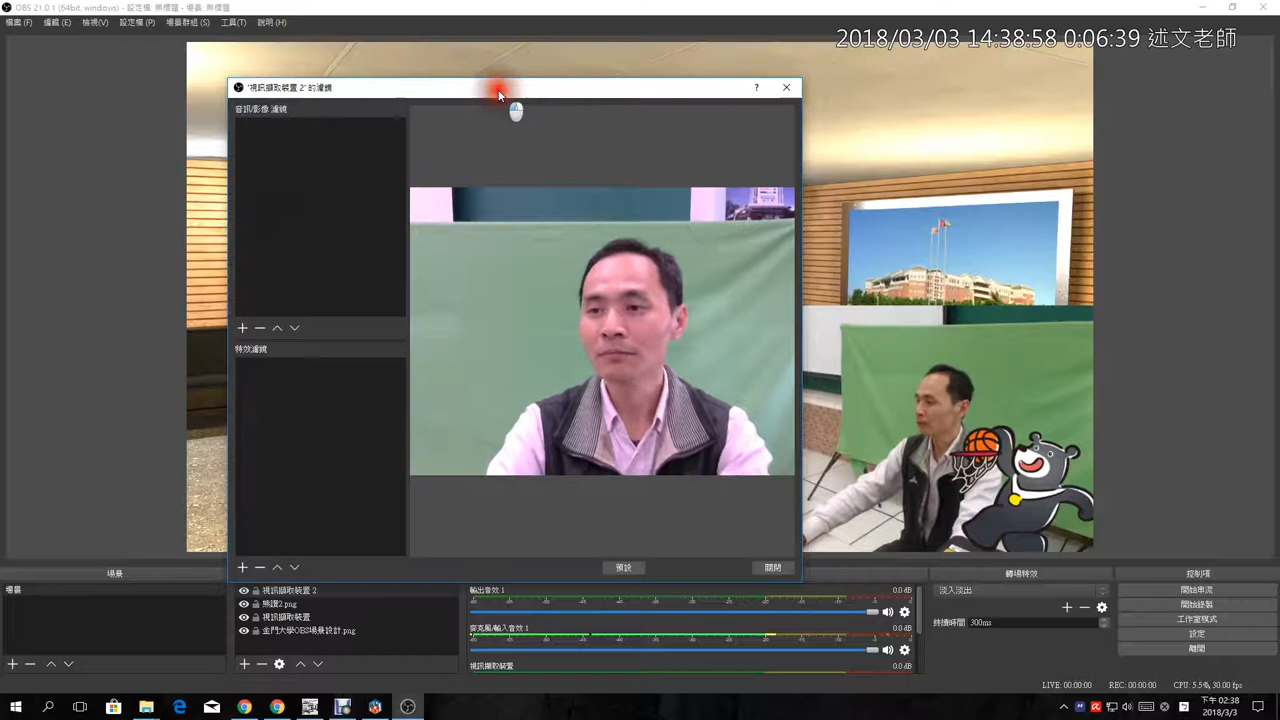 OBS 21.0.1 (64-bit, windows) - 設定檔: 無標題 - 場景: 無標題
檔案 (F) 編輯 (E) 檢視(V) 設定檔 (P) 場景群組 (S) 工具(T) 說明 (H)
2018/03/03 14:38:58 0:06:39 述文老師
'視訊擷取裝置 2' 的濾鏡
?
音訊/影像 濾鏡
特效濾鏡
預設
關閉
場景
轉場特效
控制項
場景
視訊擷取裝置 2
熊讚2.png
視訊擷取裝置
金門大學OBS場景設計.png
輸出音效 1 0.0 dB
麥克風/輸入音效 1 0.0 dB
視訊擷取裝置 0.0 dB
淡入淡出
持續時間 300ms
開始串流
開始錄製
工作室模式
設定
離開
LIVE: 00:00:00 REC: 00:00:00 CPU: 5.5%, 30.00 fps
下午 02:38
2018/3/3